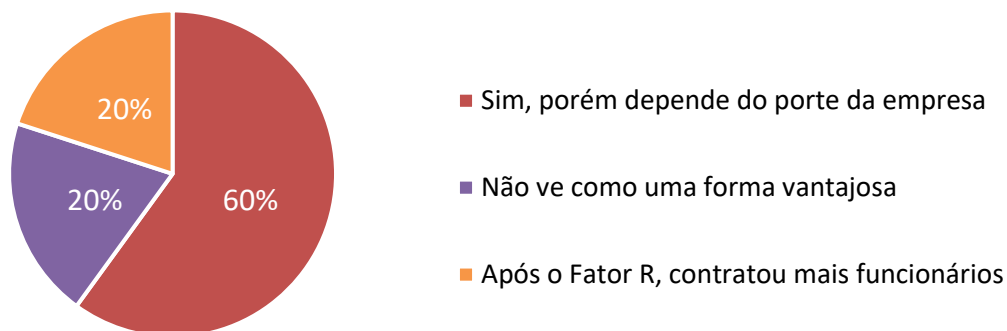 20%
20%
60%
Sim, porém depende do porte da empresa
Não ve como uma forma vantajosa
Após o Fator R, contratou mais funcionários